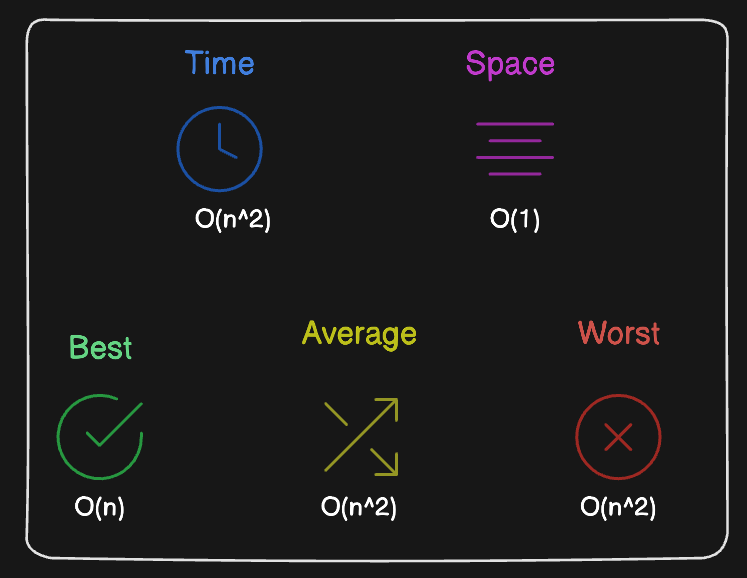 Time
Space
O(n^2)
O(1)
Best
Average
Worst
O(n)
O(n^2)
O(n^2)